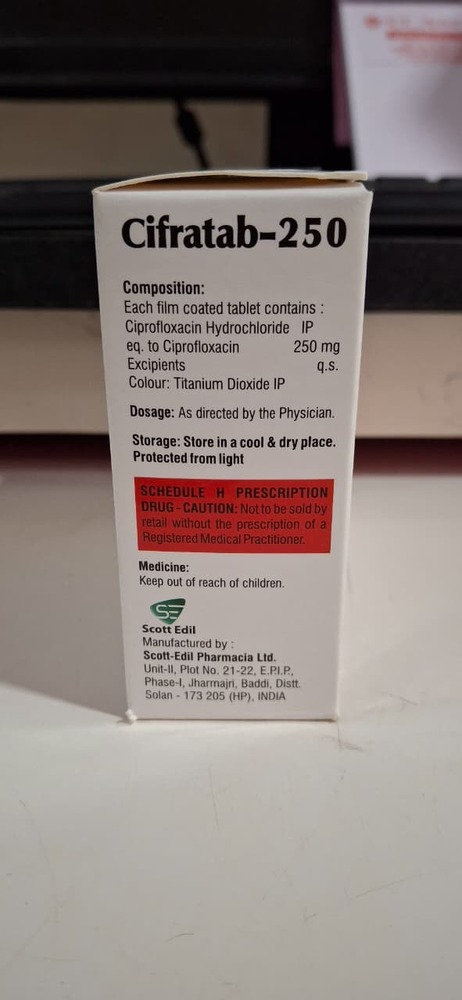 Cifratab-250
Composition:
Each film coated tablet contains :
Ciprofloxacin Hydrochloride IP
eq. to Ciprofloxacin 250 mg
Excipients q.s.
Colour: Titanium Dioxide IP
Dosage: As directed by the Physician.
Storage: Store in a cool & dry place.
Protected from light
SCHEDULE H PRESCRIPTION
DRUG - CAUTION: Not to be sold by
retail without the prescription of a
Registered Medical Practitioner.
Medicine:
Keep out of reach of children.
SE
Scott Edil
Manufactured by :
Scott-Edil Pharmacia Ltd.
Unit-II, Plot No. 21-22, E.P.I.P.,
Phase-I, Jharmajri, Baddi, Distt.
Solan - 173 205 (HP), INDIA